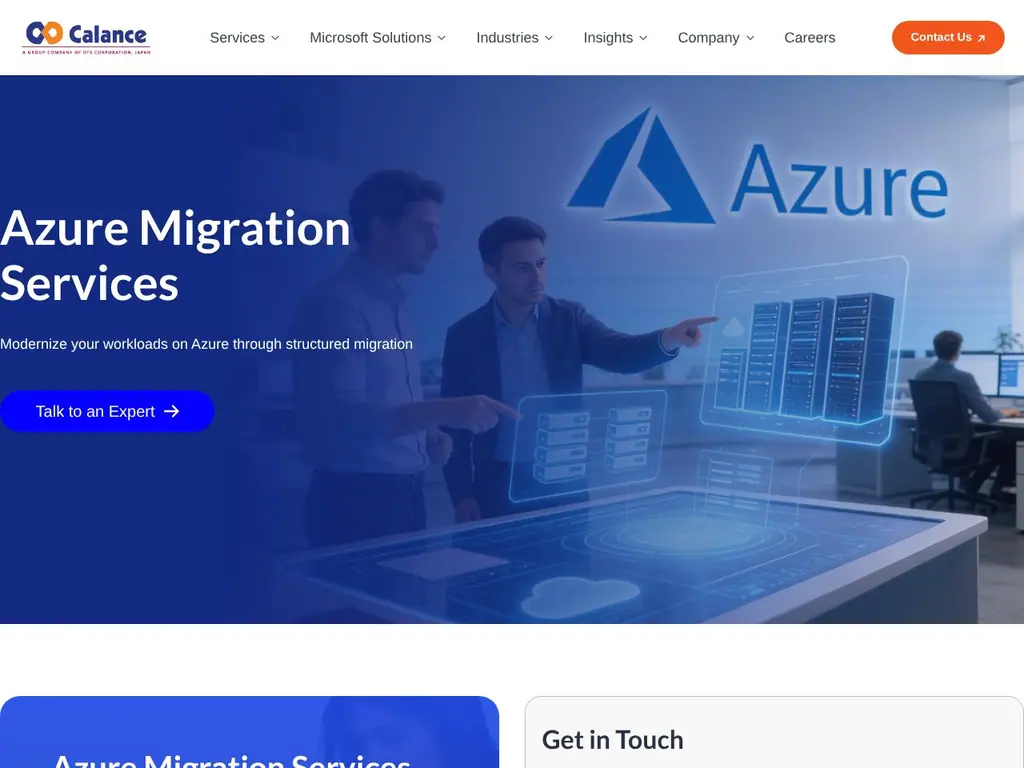 Calance
A GROUP COMPANY OF OTS CORPORATION, JAPAN
Services
Microsoft Solutions
Industries
Insights
Company
Careers
Contact Us
Azure
Azure Migration
Services
Modernize your workloads on Azure through structured migration
Talk to an Expert
Azure Migration Services
Get in Touch